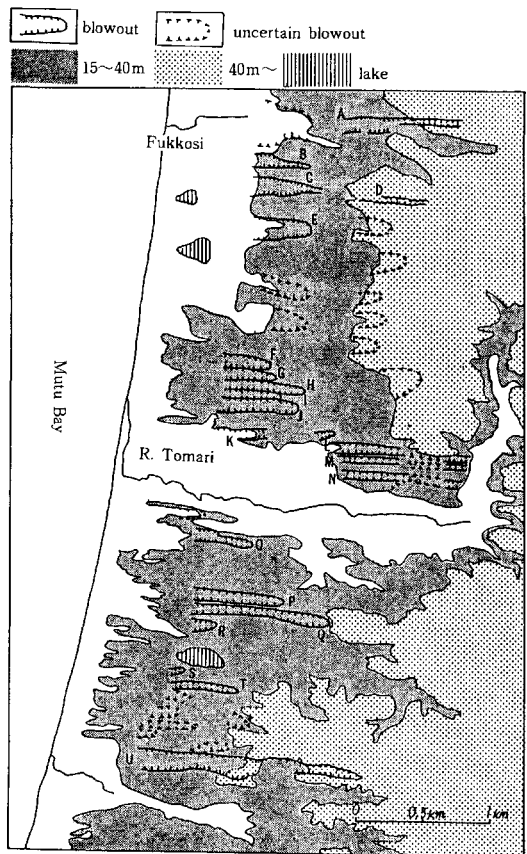 blowout
uncertain blowout
15~40m
40m~
lake
A
Fukkosi
B
C
D
E
F
G
H
J
K
L
M
N
Mutu Bay
R. Tomari
O
P
Q
R
S
T
U
0
0.5km
1km